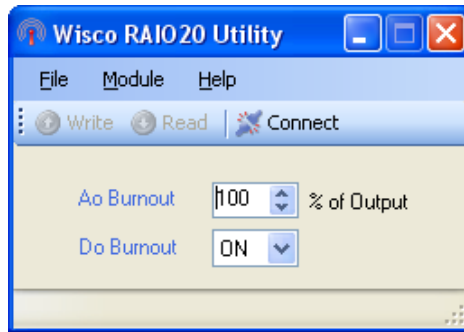 Wisco RAIO20 Utility
File Module Help
Write Read Connect
Ao Burnout 100 % of Output
Do Burnout ON